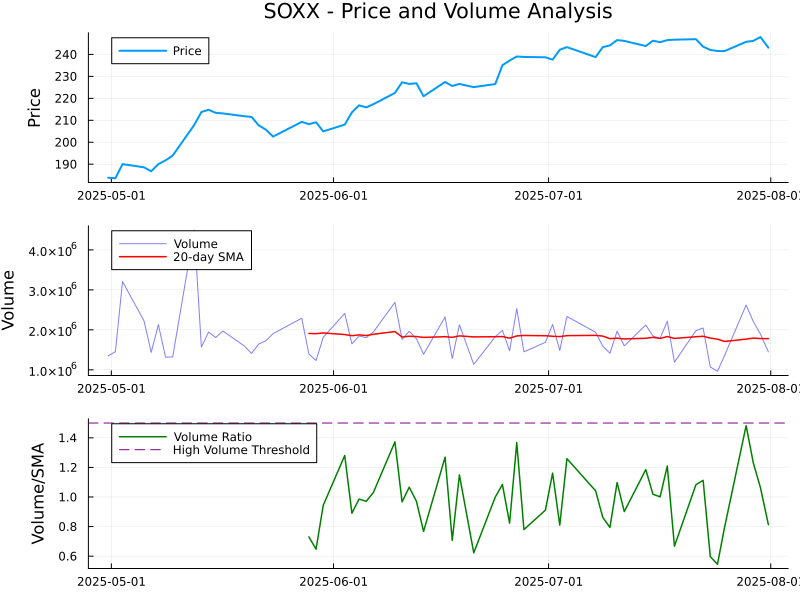 SOXX - Price and Volume Analysis
Price
240
230
220
210
200
190
Price
2025-05-01 2025-06-01 2025-07-01 2025-08-01
Volume
20-day SMA
4.0×10⁶
3.0×10⁶
2.0×10⁶
1.0×10⁶
Volume
2025-05-01 2025-06-01 2025-07-01 2025-08-01
Volume Ratio
High Volume Threshold
1.4
1.2
1.0
0.8
0.6
Volume/SMA
2025-05-01 2025-06-01 2025-07-01 2025-08-01